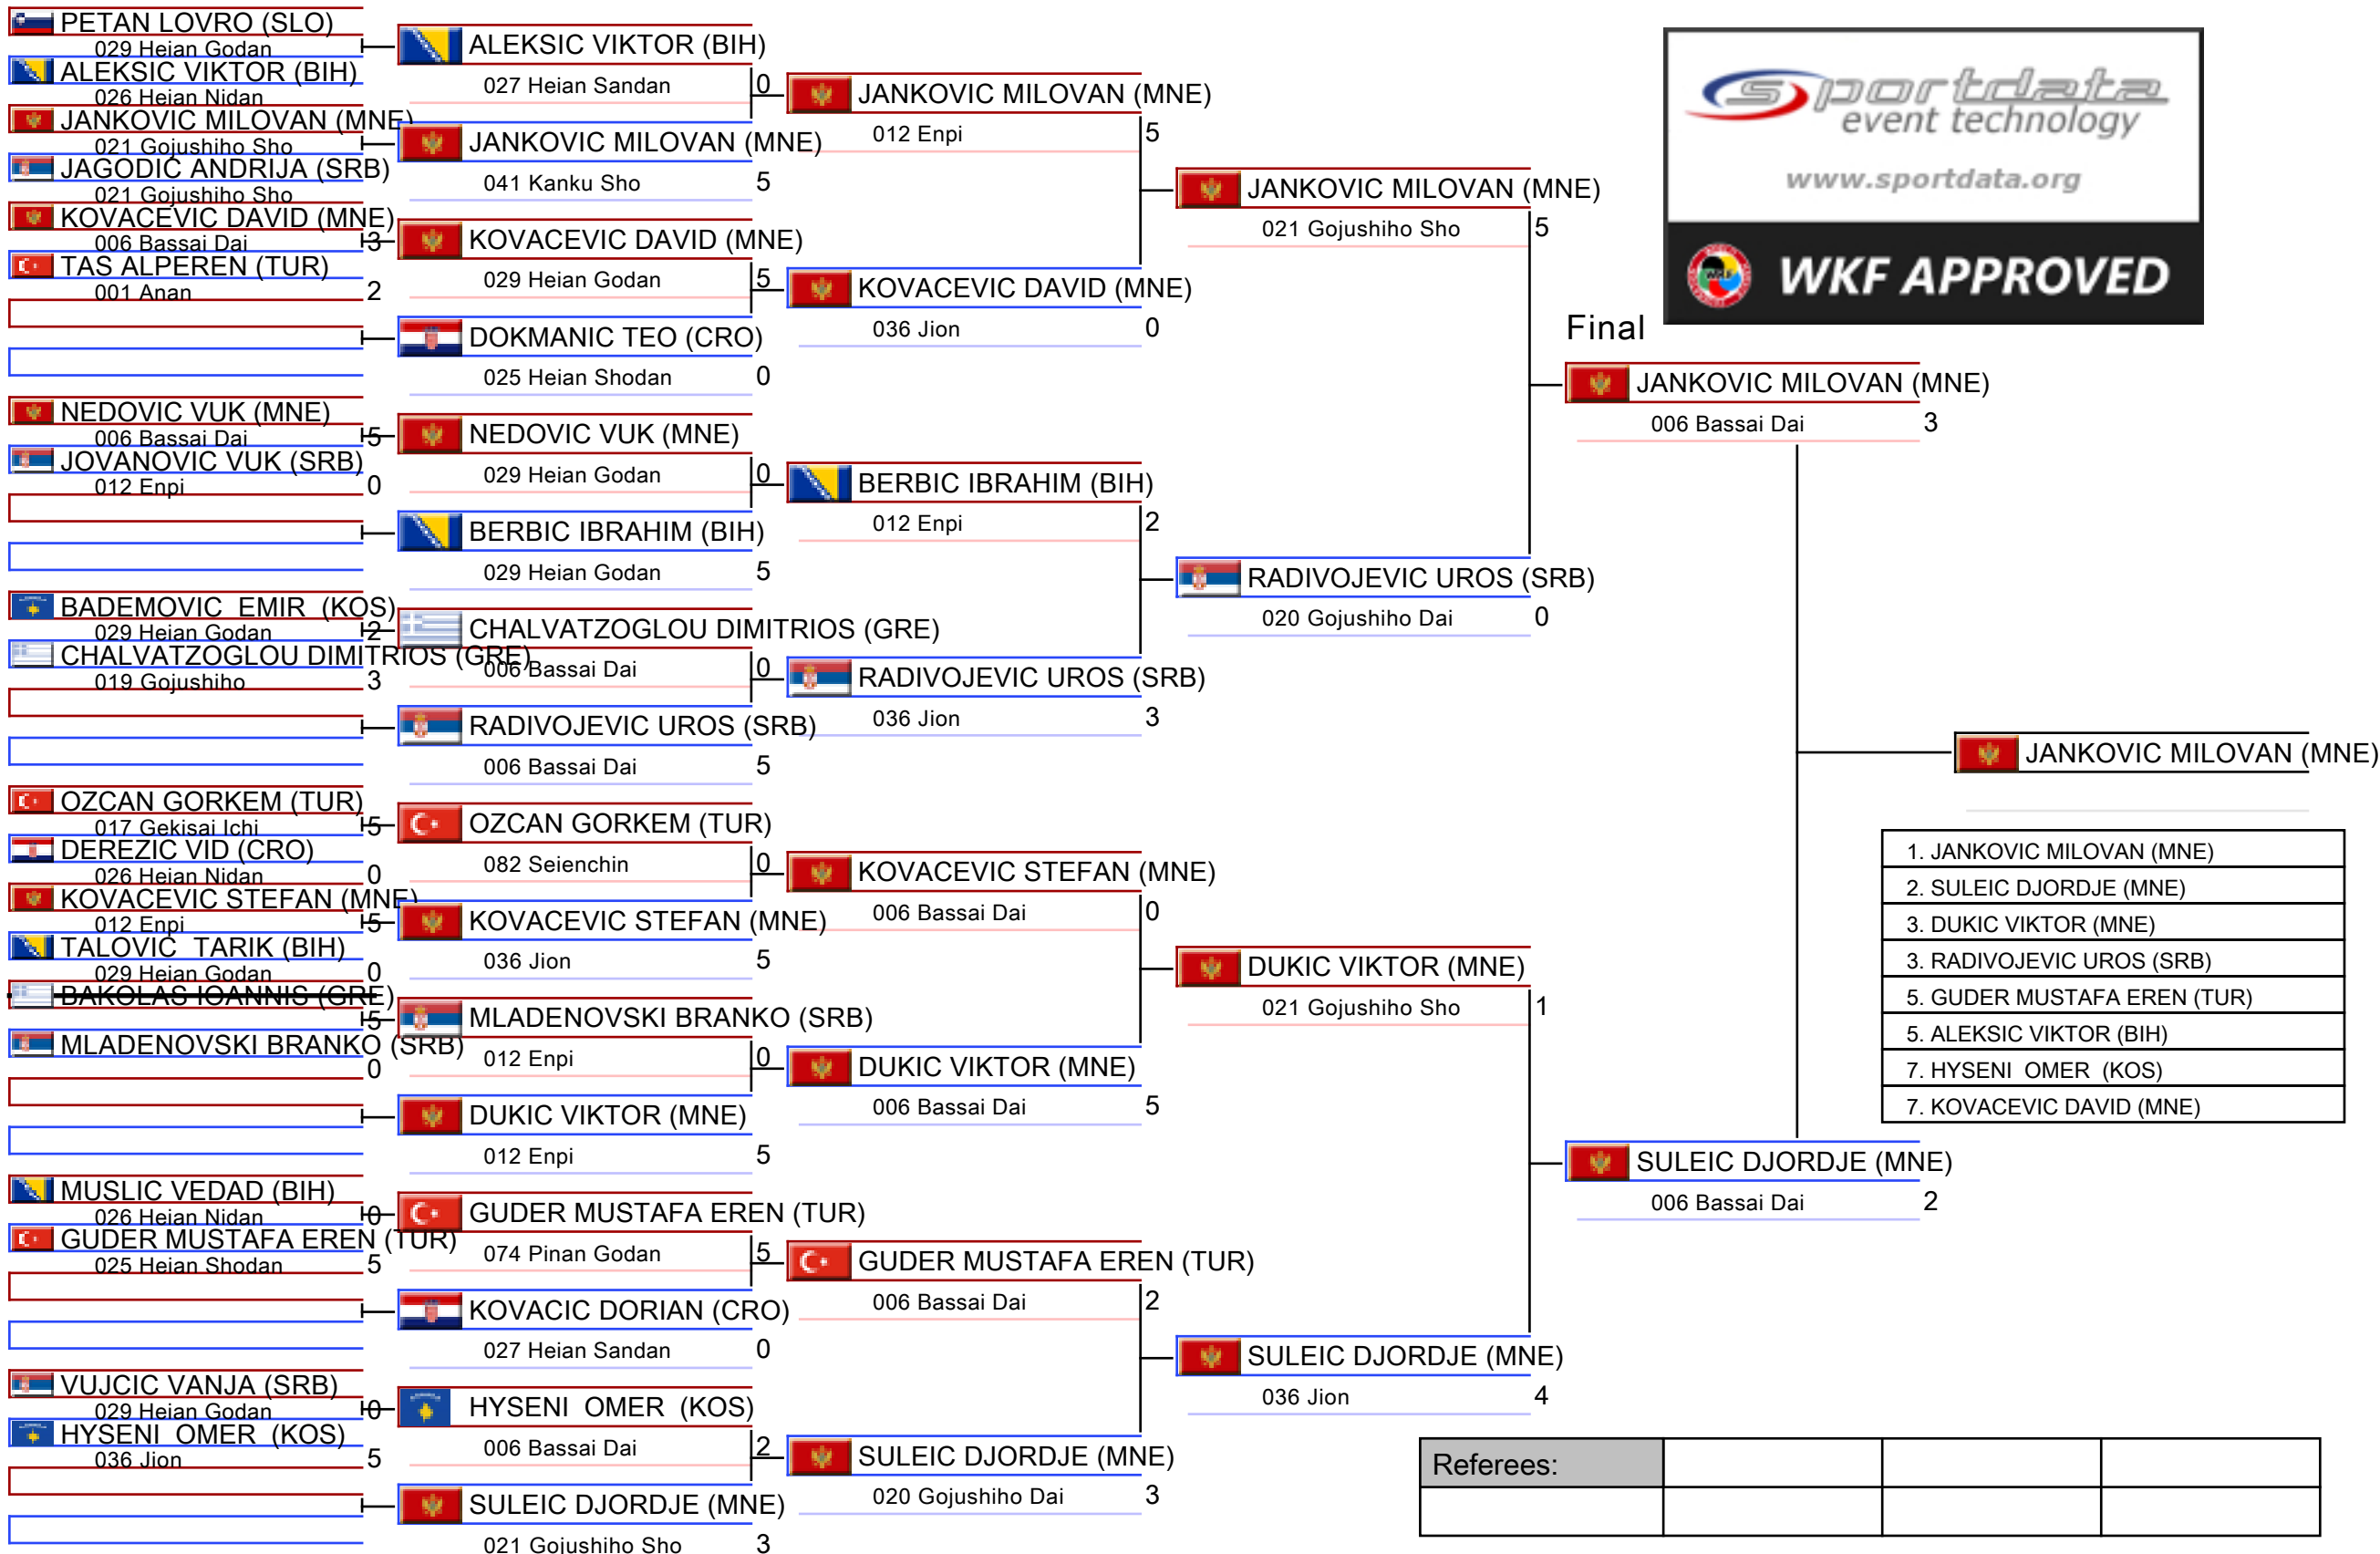 PETAN LOVRO (SLO)
029 Heian Godan
ALEKSIC VIKTOR (BIH)
026 Heian Nidan
JANKOVIC MILOVAN (MNE)
021 Gojushiho Sho
JAGODIC ANDRIJA (SRB)
021 Gojushiho Sho
KOVACEVIC DAVID (MNE)
006 Bassai Dai 3
TAS ALPEREN (TUR)
001 Anan 2
NEDOVIC VUK (MNE)
006 Bassai Dai 5
JOVANOVIC VUK (SRB)
012 Enpi 0
BADEMOVIC EMIR (KOS)
029 Heian Godan 2
CHALVATZOGLOU DIMITRIOS (GRE)
019 Gojushiho 3
OZCAN GORKEM (TUR)
017 Gekisai Ichi 5
DEREZIC VID (CRO)
026 Heian Nidan 0
KOVACEVIC STEFAN (MNE)
012 Enpi 5
TALOVIC TARIK (BIH)
029 Heian Godan 0
BAKOLAS IOANNIS (GRE)
5
MLADENOVSKI BRANKO (SRB)
0
MUSLIC VEDAD (BIH)
026 Heian Nidan 0
GUDER MUSTAFA EREN (TUR)
025 Heian Shodan 5
VUJCIC VANJA (SRB)
029 Heian Godan 0
HYSENI OMER (KOS)
036 Jion 5
ALEKSIC VIKTOR (BIH)
027 Heian Sandan 0
JANKOVIC MILOVAN (MNE)
041 Kanku Sho 5
KOVACEVIC DAVID (MNE)
029 Heian Godan 5
DOKMANIC TEO (CRO)
025 Heian Shodan 0
NEDOVIC VUK (MNE)
029 Heian Godan 0
BERBIC IBRAHIM (BIH)
029 Heian Godan 5
CHALVATZOGLOU DIMITRIOS (GRE)
006 Bassai Dai 0
RADIVOJEVIC UROS (SRB)
006 Bassai Dai 5
OZCAN GORKEM (TUR)
082 Seienchin 0
KOVACEVIC STEFAN (MNE)
036 Jion 5
MLADENOVSKI BRANKO (SRB)
012 Enpi 0
DUKIC VIKTOR (MNE)
012 Enpi 5
GUDER MUSTAFA EREN (TUR)
074 Pinan Godan 5
KOVACIC DORIAN (CRO)
027 Heian Sandan 0
HYSENI OMER (KOS)
006 Bassai Dai 2
SULEIC DJORDJE (MNE)
021 Gojushiho Sho 3
JANKOVIC MILOVAN (MNE)
012 Enpi 5
KOVACEVIC DAVID (MNE)
036 Jion 0
BERBIC IBRAHIM (BIH)
012 Enpi 2
RADIVOJEVIC UROS (SRB)
036 Jion 3
KOVACEVIC STEFAN (MNE)
006 Bassai Dai 0
DUKIC VIKTOR (MNE)
006 Bassai Dai 5
GUDER MUSTAFA EREN (TUR)
006 Bassai Dai 2
SULEIC DJORDJE (MNE)
020 Gojushiho Dai 3
JANKOVIC MILOVAN (MNE)
021 Gojushiho Sho 5
RADIVOJEVIC UROS (SRB)
020 Gojushiho Dai 0
DUKIC VIKTOR (MNE)
021 Gojushiho Sho 1
SULEIC DJORDJE (MNE)
036 Jion 4
sportdata
event technology
www.sportdata.org
WKF
WKF APPROVED
Final
JANKOVIC MILOVAN (MNE)
006 Bassai Dai 3
SULEIC DJORDJE (MNE)
006 Bassai Dai 2
JANKOVIC MILOVAN (MNE)
1. JANKOVIC MILOVAN (MNE)
2. SULEIC DJORDJE (MNE)
3. DUKIC VIKTOR (MNE)
3. RADIVOJEVIC UROS (SRB)
5. GUDER MUSTAFA EREN (TUR)
5. ALEKSIC VIKTOR (BIH)
7. HYSENI OMER (KOS)
7. KOVACEVIC DAVID (MNE)
Referees: